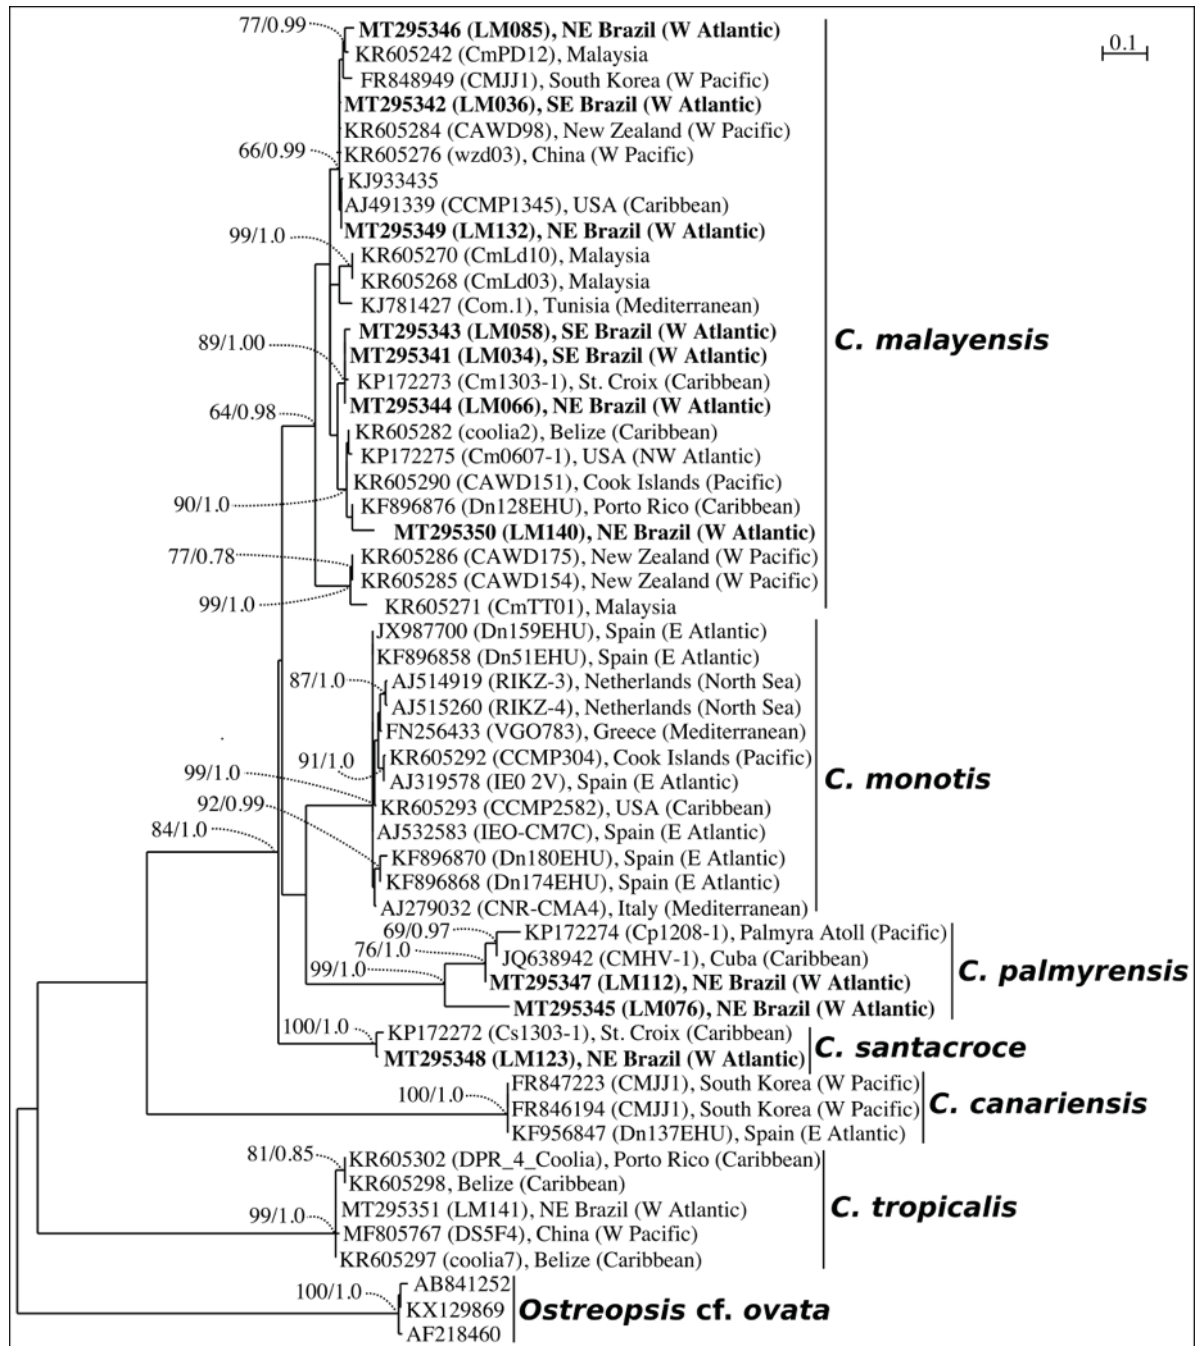 77/0.99
MT295346 (LM085), NE Brazil (W Atlantic)
0.1
KR605242 (CmPD12), Malaysia
FR848949 (CMJJ1), South Korea (W Pacific)
MT295342 (LM036), SE Brazil (W Atlantic)
KR605284 (CAWD98), New Zealand (W Pacific)
66/0.99
KR605276 (wzd03), China (W Pacific)
KJ933435
AJ491339 (CCMP1345), USA (Caribbean)
MT295349 (LM132), NE Brazil (W Atlantic)
99/1.0
KR605270 (CmLd10), Malaysia
KR605268 (CmLd03), Malaysia
KJ781427 (Com.1), Tunisia (Mediterranean)
MT295343 (LM058), SE Brazil (W Atlantic)
C. malayensis
89/1.00
MT295341 (LM034), SE Brazil (W Atlantic)
KP172273 (Cm1303-1), St. Croix (Caribbean)
MT295344 (LM066), NE Brazil (W Atlantic)
64/0.98
KR605282 (coolia2), Belize (Caribbean)
KP172275 (Cm0607-1), USA (NW Atlantic)
KR605290 (CAWD151), Cook Islands (Pacific)
90/1.0
KF896876 (Dn128EHU), Porto Rico (Caribbean)
MT295350 (LM140), NE Brazil (W Atlantic)
77/0.78
KR605286 (CAWD175), New Zealand (W Pacific)
KR605285 (CAWD154), New Zealand (W Pacific)
99/1.0
KR605271 (CmTT01), Malaysia
JX987700 (Dn159EHU), Spain (E Atlantic)
KF896858 (Dn51EHU), Spain (E Atlantic)
87/1.0
AJ514919 (RIKZ-3), Netherlands (North Sea)
AJ515260 (RIKZ-4), Netherlands (North Sea)
FN256433 (VGO783), Greece (Mediterranean)
91/1.0
KR605292 (CCMP304), Cook Islands (Pacific)
99/1.0
AJ319578 (IE0 2V), Spain (E Atlantic)
C. monotis
92/0.99
KR605293 (CCMP2582), USA (Caribbean)
84/1.0
AJ532583 (IEO-CM7C), Spain (E Atlantic)
KF896870 (Dn180EHU), Spain (E Atlantic)
KF896868 (Dn174EHU), Spain (E Atlantic)
AJ279032 (CNR-CMA4), Italy (Mediterranean)
69/0.97
KP172274 (Cp1208-1), Palmyra Atoll (Pacific)
76/1.0
JQ638942 (CMHV-1), Cuba (Caribbean)
99/1.0
MT295347 (LM112), NE Brazil (W Atlantic)
C. palmyrensis
MT295345 (LM076), NE Brazil (W Atlantic)
100/1.0
KP172272 (Cs1303-1), St. Croix (Caribbean)
MT295348 (LM123), NE Brazil (W Atlantic)
C. santacroce
FR847223 (CMJJ1), South Korea (W Pacific)
100/1.0
FR846194 (CMJJ1), South Korea (W Pacific)
C. canariensis
KF956847 (Dn137EHU), Spain (E Atlantic)
81/0.85
KR605302 (DPR_4_Coolia), Porto Rico (Caribbean)
KR605298, Belize (Caribbean)
MT295351 (LM141), NE Brazil (W Atlantic)
C. tropicalis
99/1.0
MF805767 (DS5F4), China (W Pacific)
KR605297 (coolia7), Belize (Caribbean)
AB841252
100/1.0
KX129869
Ostreopsis cf. ovata
AF218460